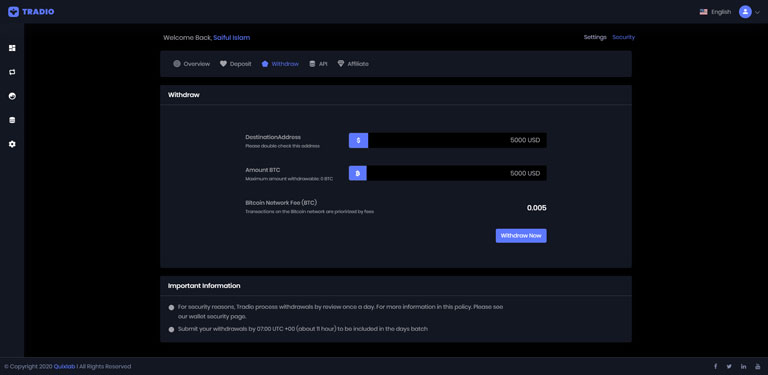 TRADIO
English
Welcome Back, Saiful Islam
Settings Security
Overview Deposit Withdraw API Affiliate
Withdraw
DestinationAddress
Please double check this address
$ 5000 USD
Amount BTC
Maximum amount withdrawable: 0 BTC
5000 USD
Bitcoin Network Fee (BTC)
Transactions on the Bitcoin network are prioritized by fees
0.005
Withdraw Now
Important Information
For security reasons, Tradio process withdrawals by review once a day. For more information in this policy. Please see
our wallet security page.
Submit your withdrawals by 07:00 UTC +00 (about 11 hour) to be included in the days batch
© Copyright 2020 Quixlab I All Rights Reserved